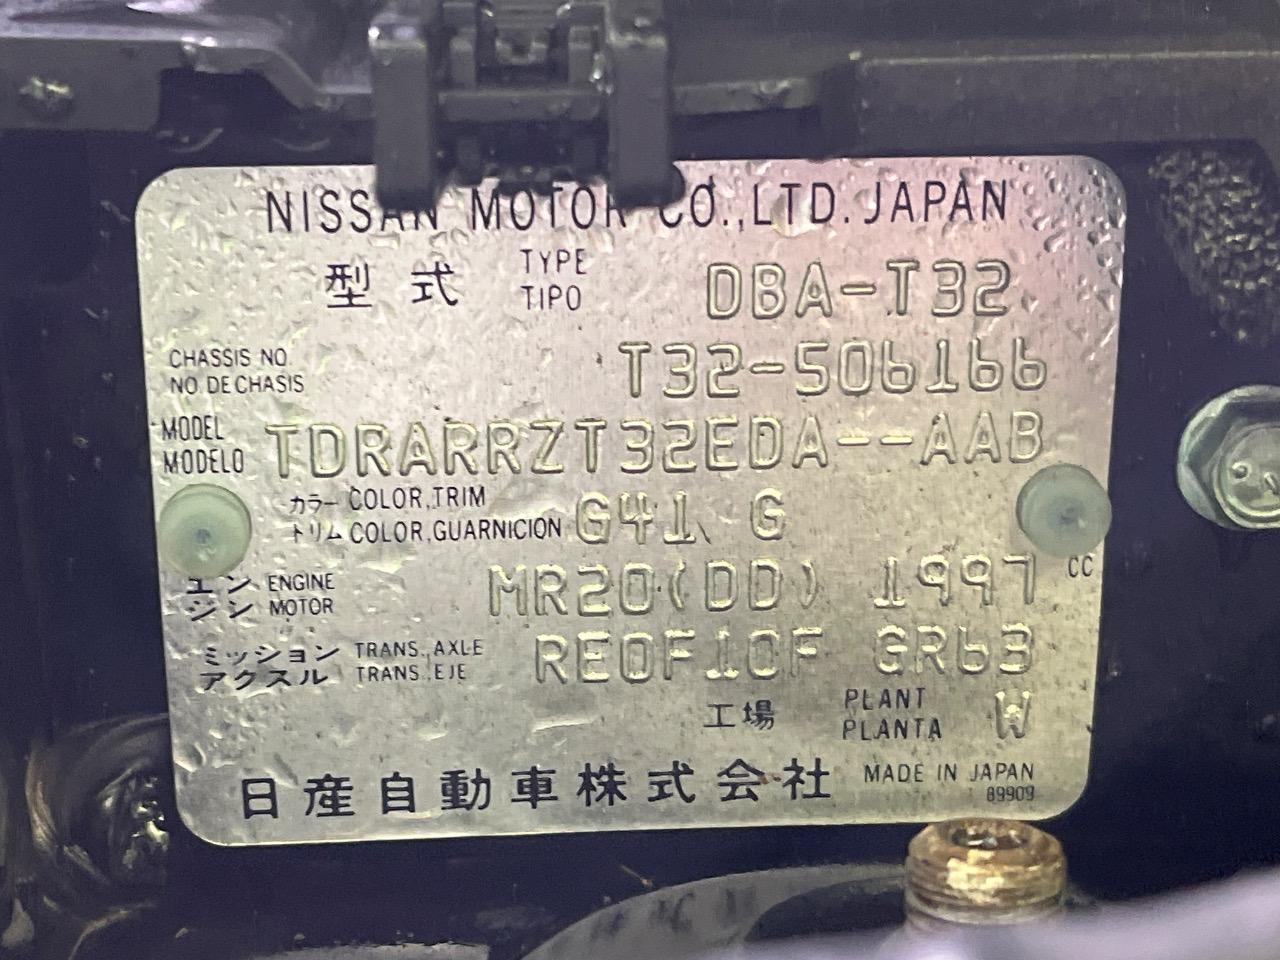 NISSAN MOTOR CO.,LTD. JAPAN
型式 TYPE TIPO DBA-T32
CHASSIS NO. NO. DE CHASIS T32-506166
MODEL MODELO TDRARRZT32EDA--AAB
カラー COLOR,TRIM
トリム COLOR,GUARNICION G41 G
エン ENGINE
ジン MOTOR MR20(DD) 1997 CC
ミッション TRANS.,AXLE
アクスル TRANS.,EJE RE0F10F GR63
工場 PLANT PLANTA W
日産自動車株式会社 MADE IN JAPAN
89909